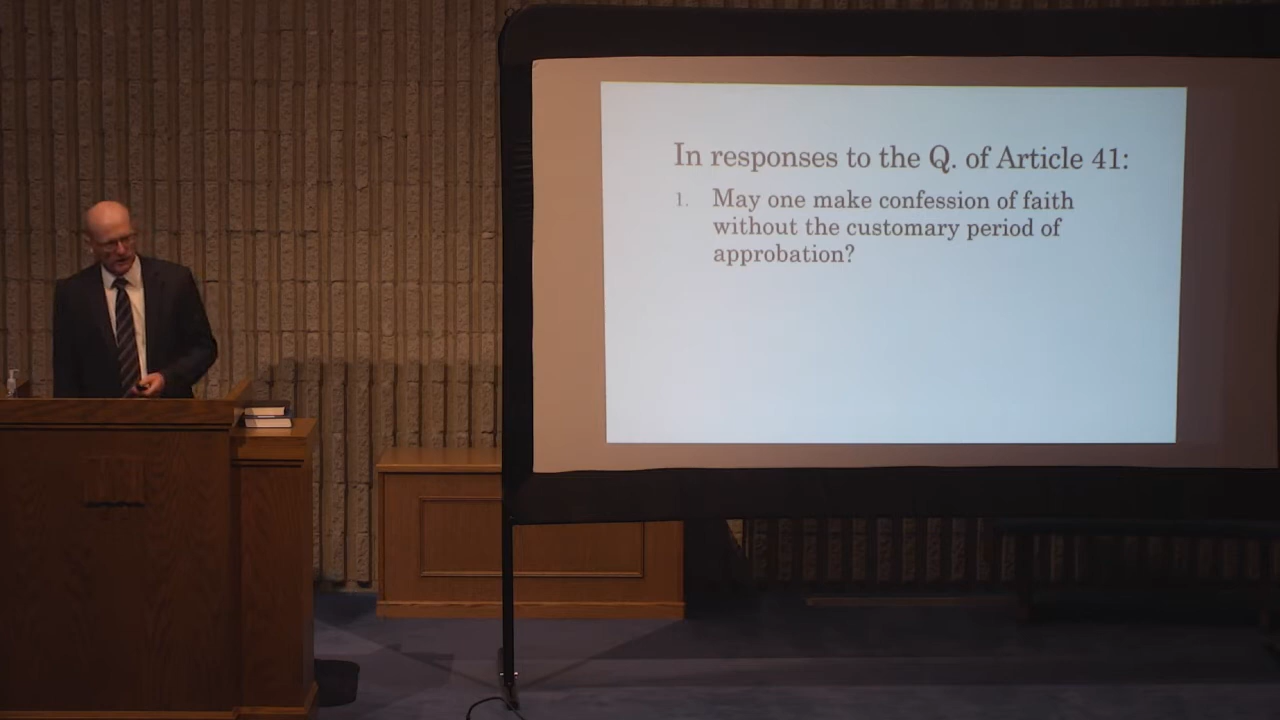 In responses to the Q. of Article 41:
1. May one make confession of faith
without the customary period of
approbation?